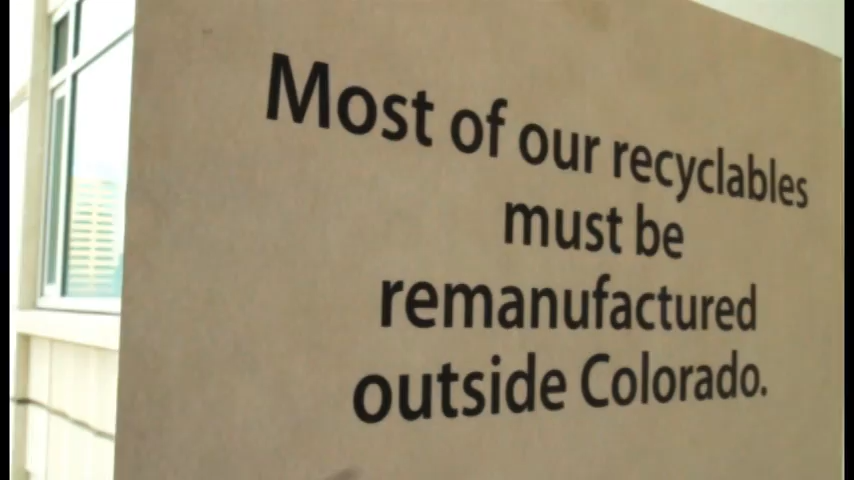 Most of our recyclables
must be
remanufactured
outside Colorado.